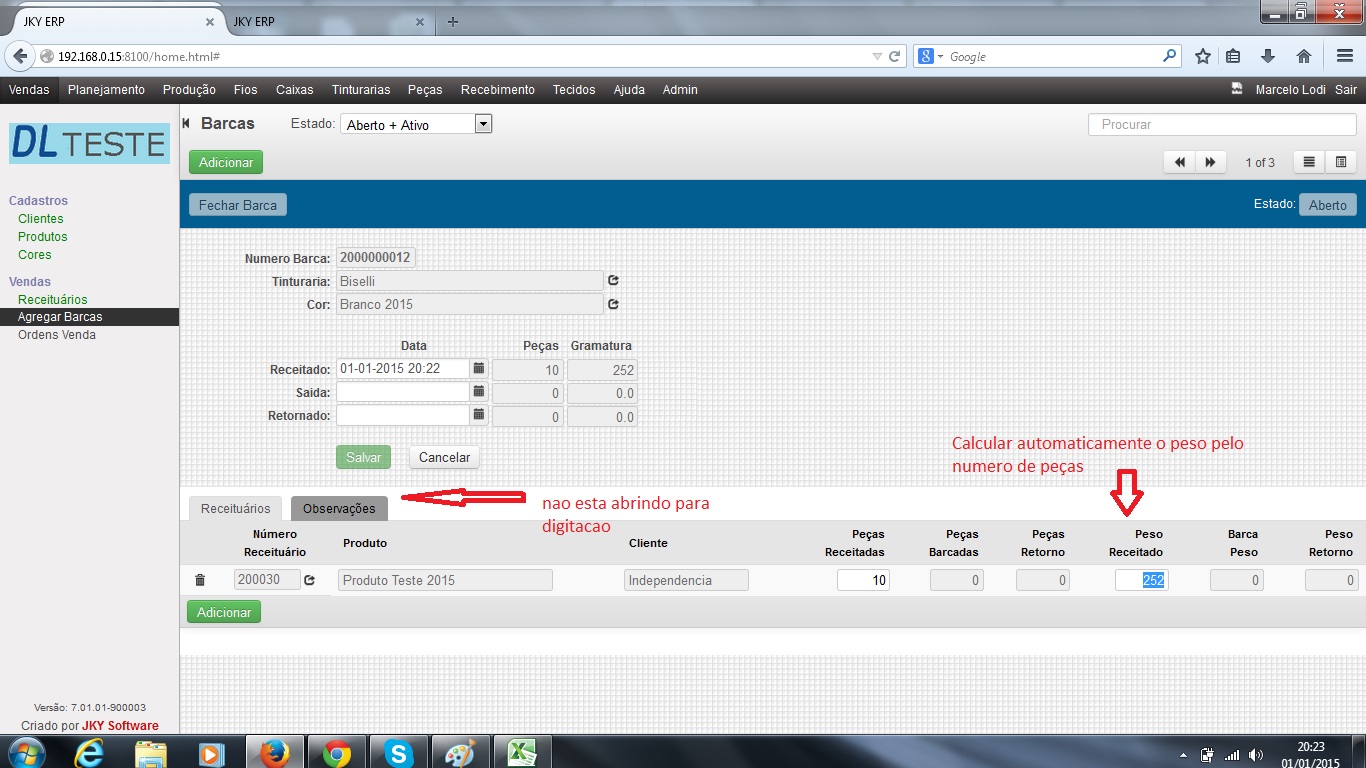 JKY ERP
JKY ERP
192.168.0.15:8100/home.html#
Google
Vendas Planejamento Produção Fios Caixas Tinturarias Peças Recebimento Tecidos Ajuda Admin Marcelo Lodi Sair
DL TESTE
Barcas Estado: Aberto + Ativo Procurar
Adicionar 1 of 3
Fechar Barca Estado: Aberto
Cadastros
Clientes
Produtos
Cores
Vendas
Receituários
Agregar Barcas
Ordens Venda
Numero Barca: 2000000012
Tinturaria: Biselli
Cor: Branco 2015
Data Peças Gramatura
Receitado: 01-01-2015 20:22 10 252
Saida: 0 0.0
Retornado: 0 0.0
Salvar Cancelar
Calcular automaticamente o peso pelo
numero de peças
Receituários Observações
nao esta abrindo para
digitacao
Número Receituário Produto Cliente Peças Receitadas Peças Barcadas Peças Retorno Peso Receitado Barca Peso Peso Retorno
200030 Produto Teste 2015 Independencia 10 0 0 252 0 0
Adicionar
Versão: 7.01.01-900003
Criado por JKY Software
20:23
01/01/2015